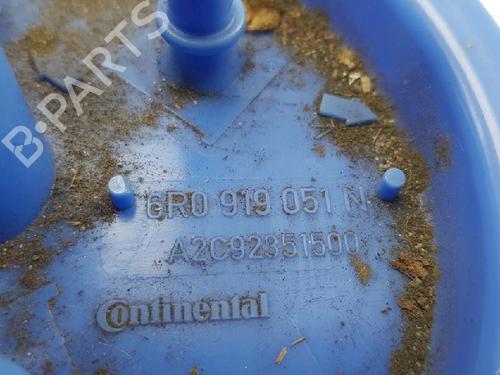 B-PARTS
6R0 919 051 N
A2C92351500
Continental